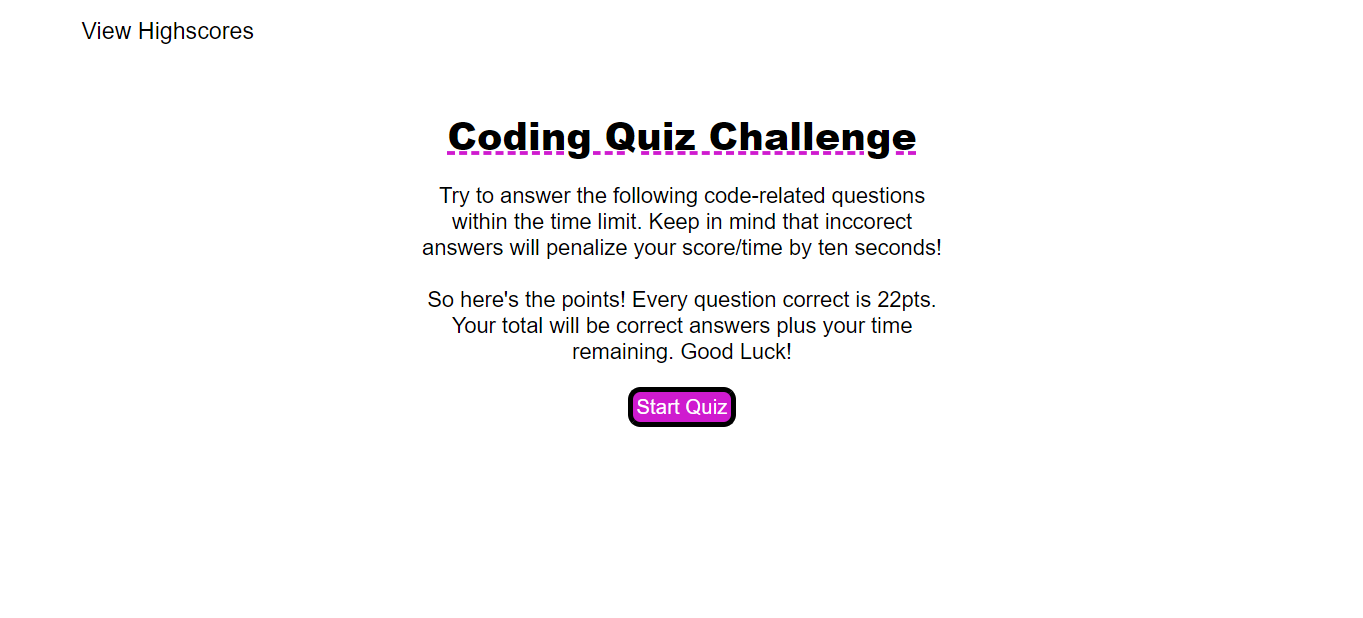 View Highscores
Coding Quiz Challenge
Try to answer the following code-related questions
within the time limit. Keep in mind that inccorect
answers will penalize your score/time by ten seconds!
So here's the points! Every question correct is 22pts.
Your total will be correct answers plus your time
remaining. Good Luck!
Start Quiz